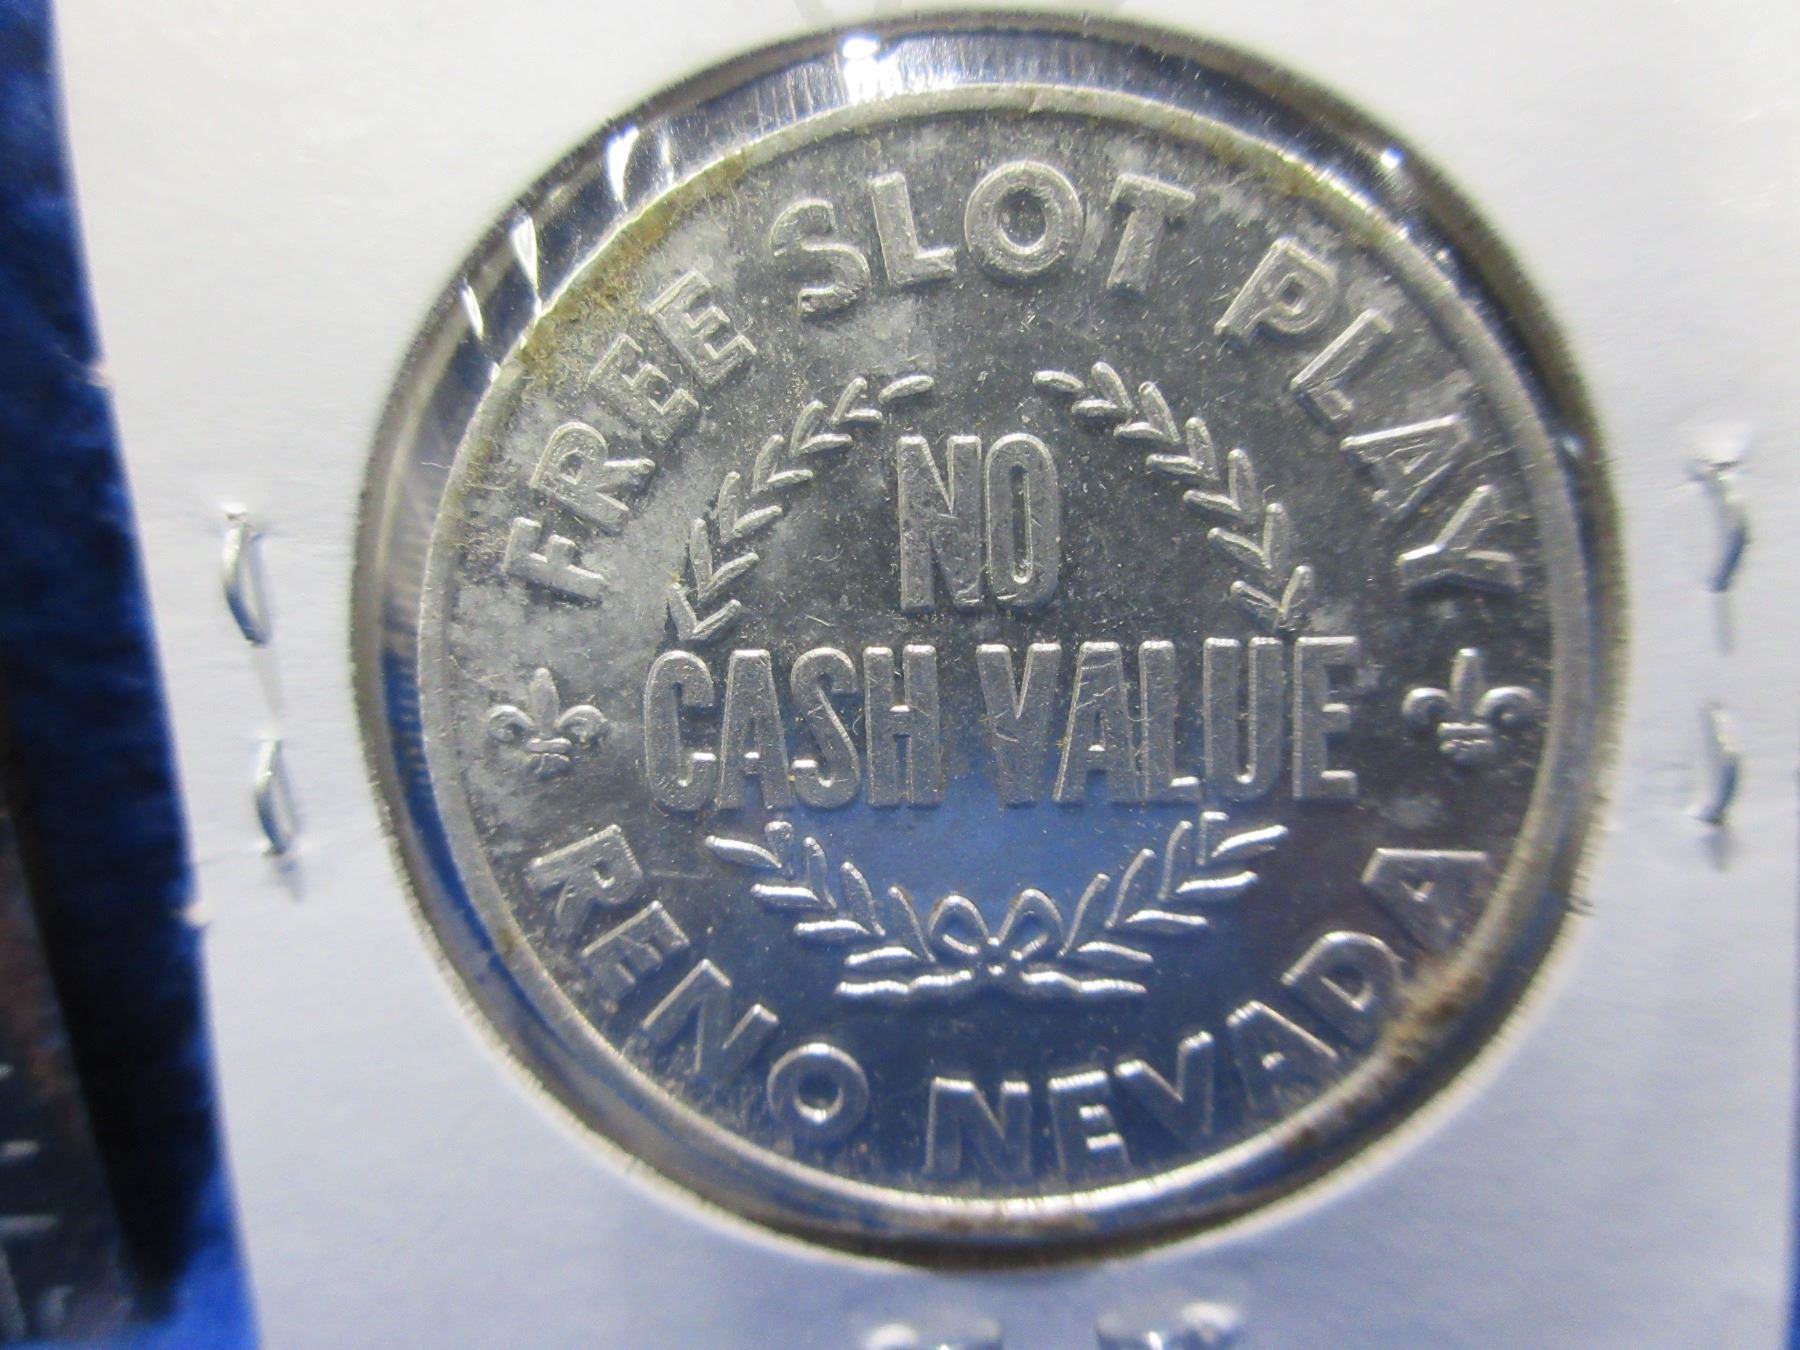 FREE SLOT PLAY
NO
CASH VALUE
RENO NEVADA